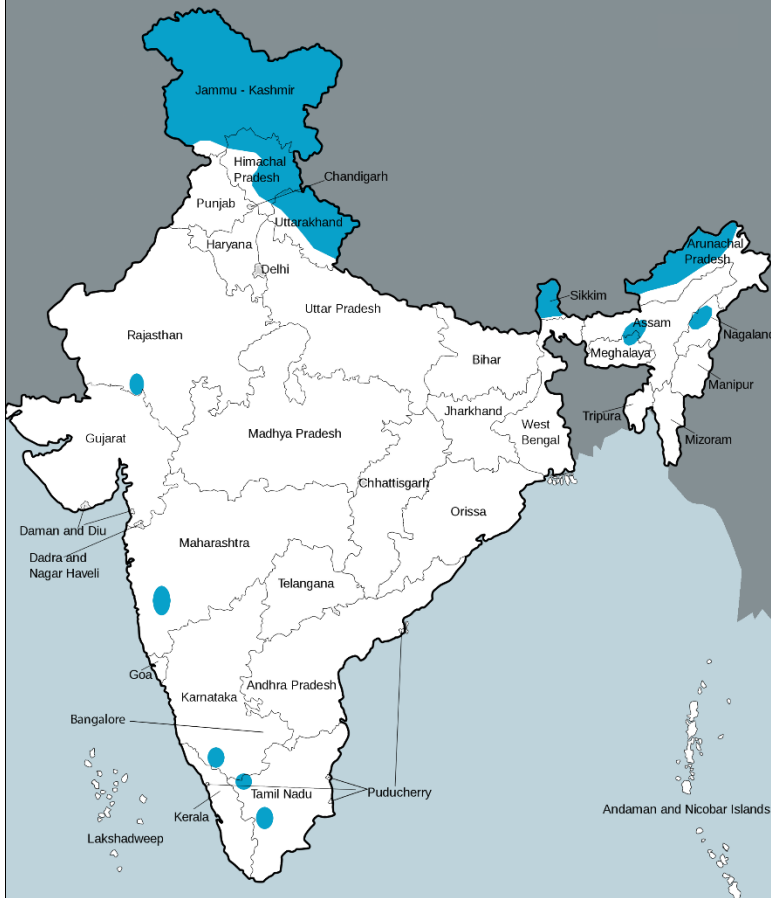 Jammu - Kashmir
Himachal
Pradesh
Chandigarh
Punjab
Uttarakhand
Haryana
Delhi
Arunachal
Pradesh
Sikkim
Uttar Pradesh
Assam
Nagaland
Rajasthan
Bihar
Meghalaya
Manipur
Jharkhand
Tripura
Gujarat
Madhya Pradesh
West
Bengal
Mizoram
Chhattisgarh
Orissa
Daman and Diu
Maharashtra
Dadra and
Nagar Haveli
Telangana
Goa
Andhra Pradesh
Karnataka
Bangalore
Tamil Nadu
Puducherry
Kerala
Andaman and Nicobar Islands
Lakshadweep